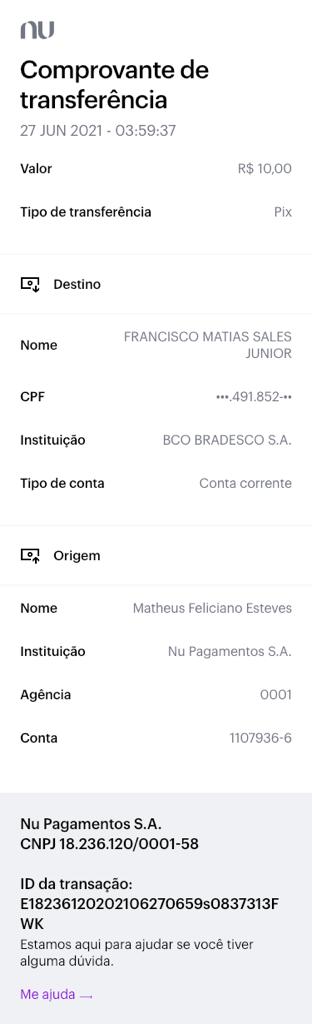 nu
Comprovante de
transferência
27 JUN 2021 - 03:59:37
Valor R$ 10,00
Tipo de transferência Pix
Destino
Nome FRANCISCO MATIAS SALES
JUNIOR
CPF •••.491.852-••
Instituição BCO BRADESCO S.A.
Tipo de conta Conta corrente
Origem
Nome Matheus Feliciano Esteves
Instituição Nu Pagamentos S.A.
Agência 0001
Conta 1107936-6
Nu Pagamentos S.A.
CNPJ 18.236.120/0001-58
ID da transação:
E18236120202106270659s0837313F
WK
Estamos aqui para ajudar se você tiver
alguma dúvida.
Me ajuda →